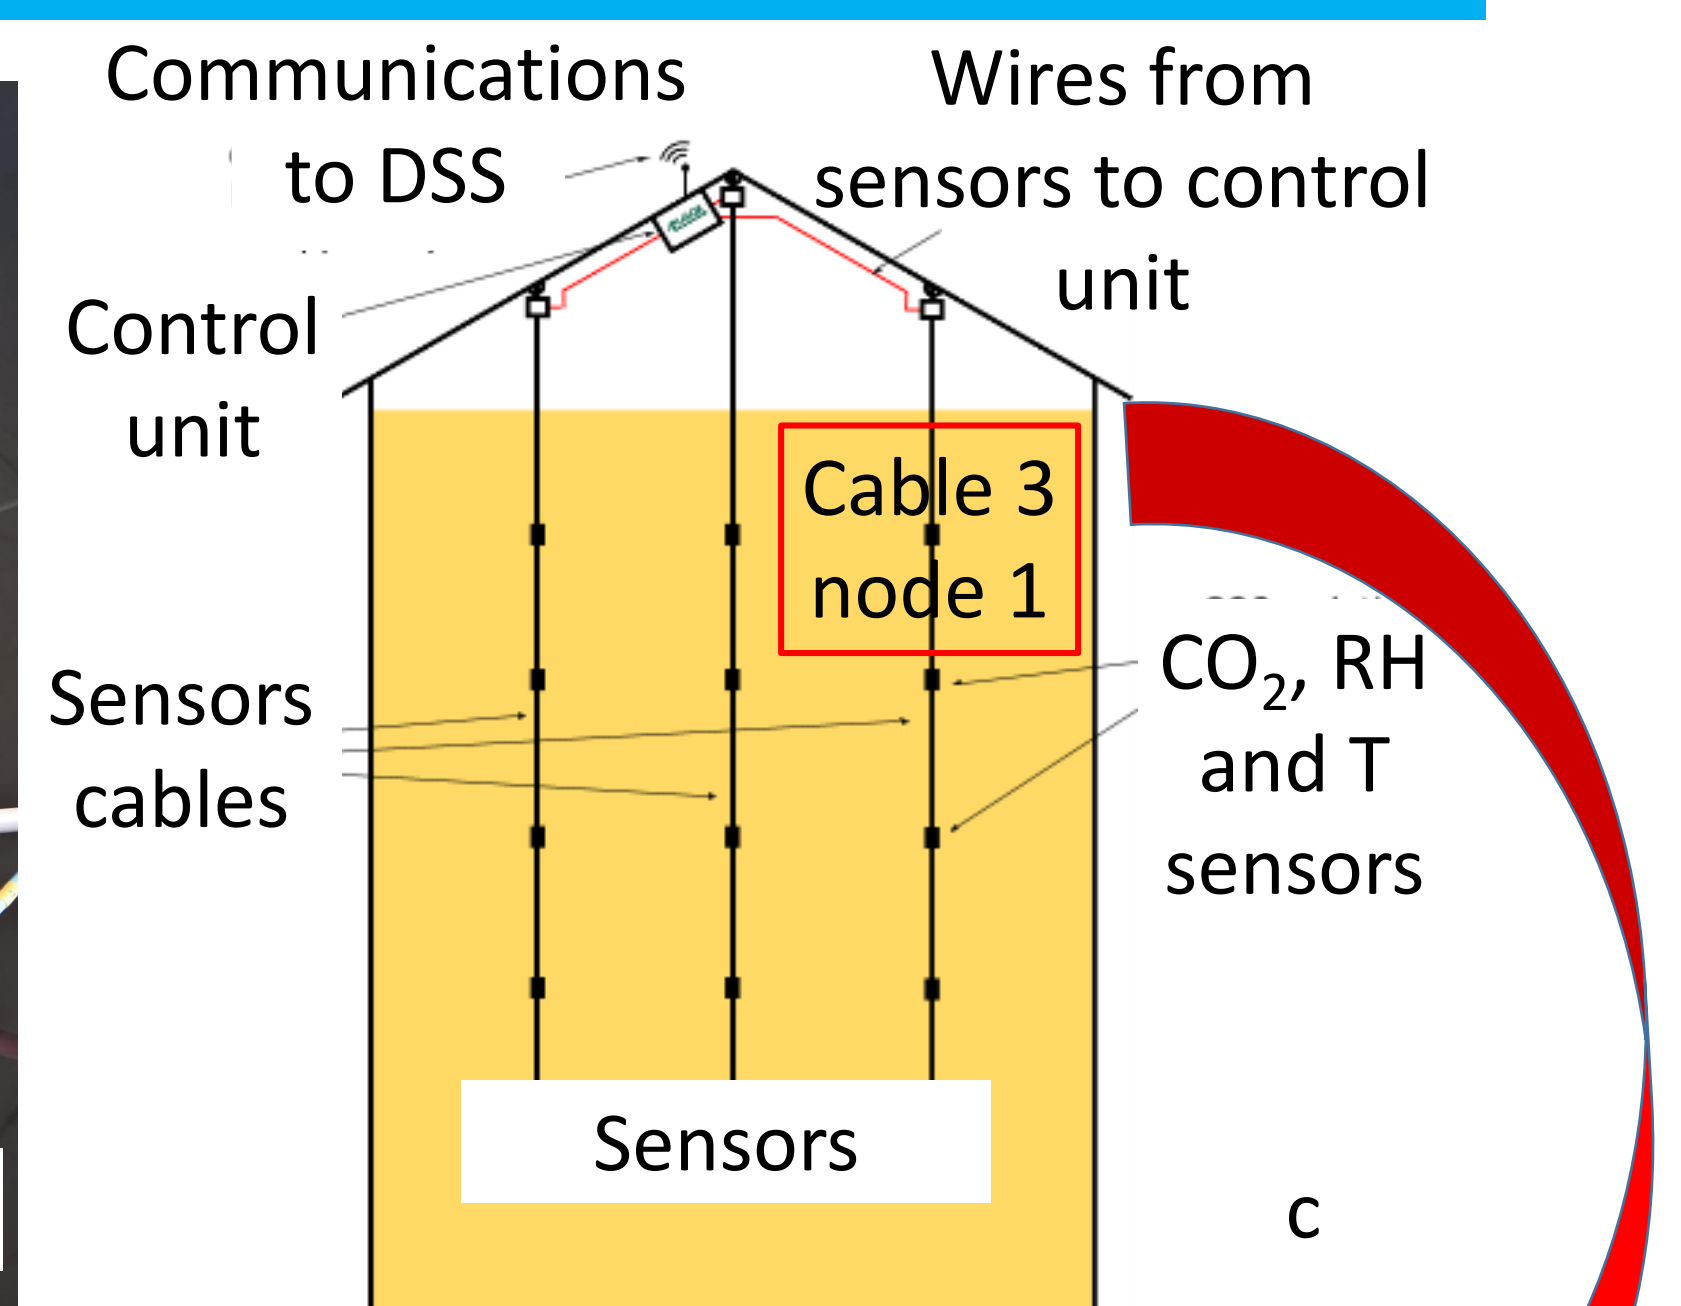 Communications
to DSS
Wires from
sensors to control
unit
Control
unit
Cable 3
node 1
Sensors
cables
CO₂, RH
and T
sensors
Sensors
c